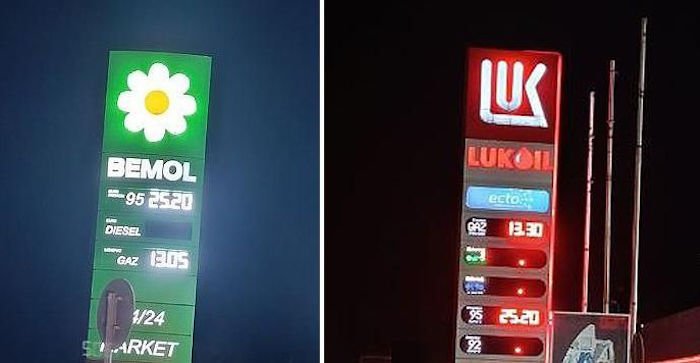 BEMOL
95 25.20
DIESEL
GAZ 13.05
4/24
MARKET
LUK
LUKOIL
ecto
GAZ 13.30
95 25.20
92